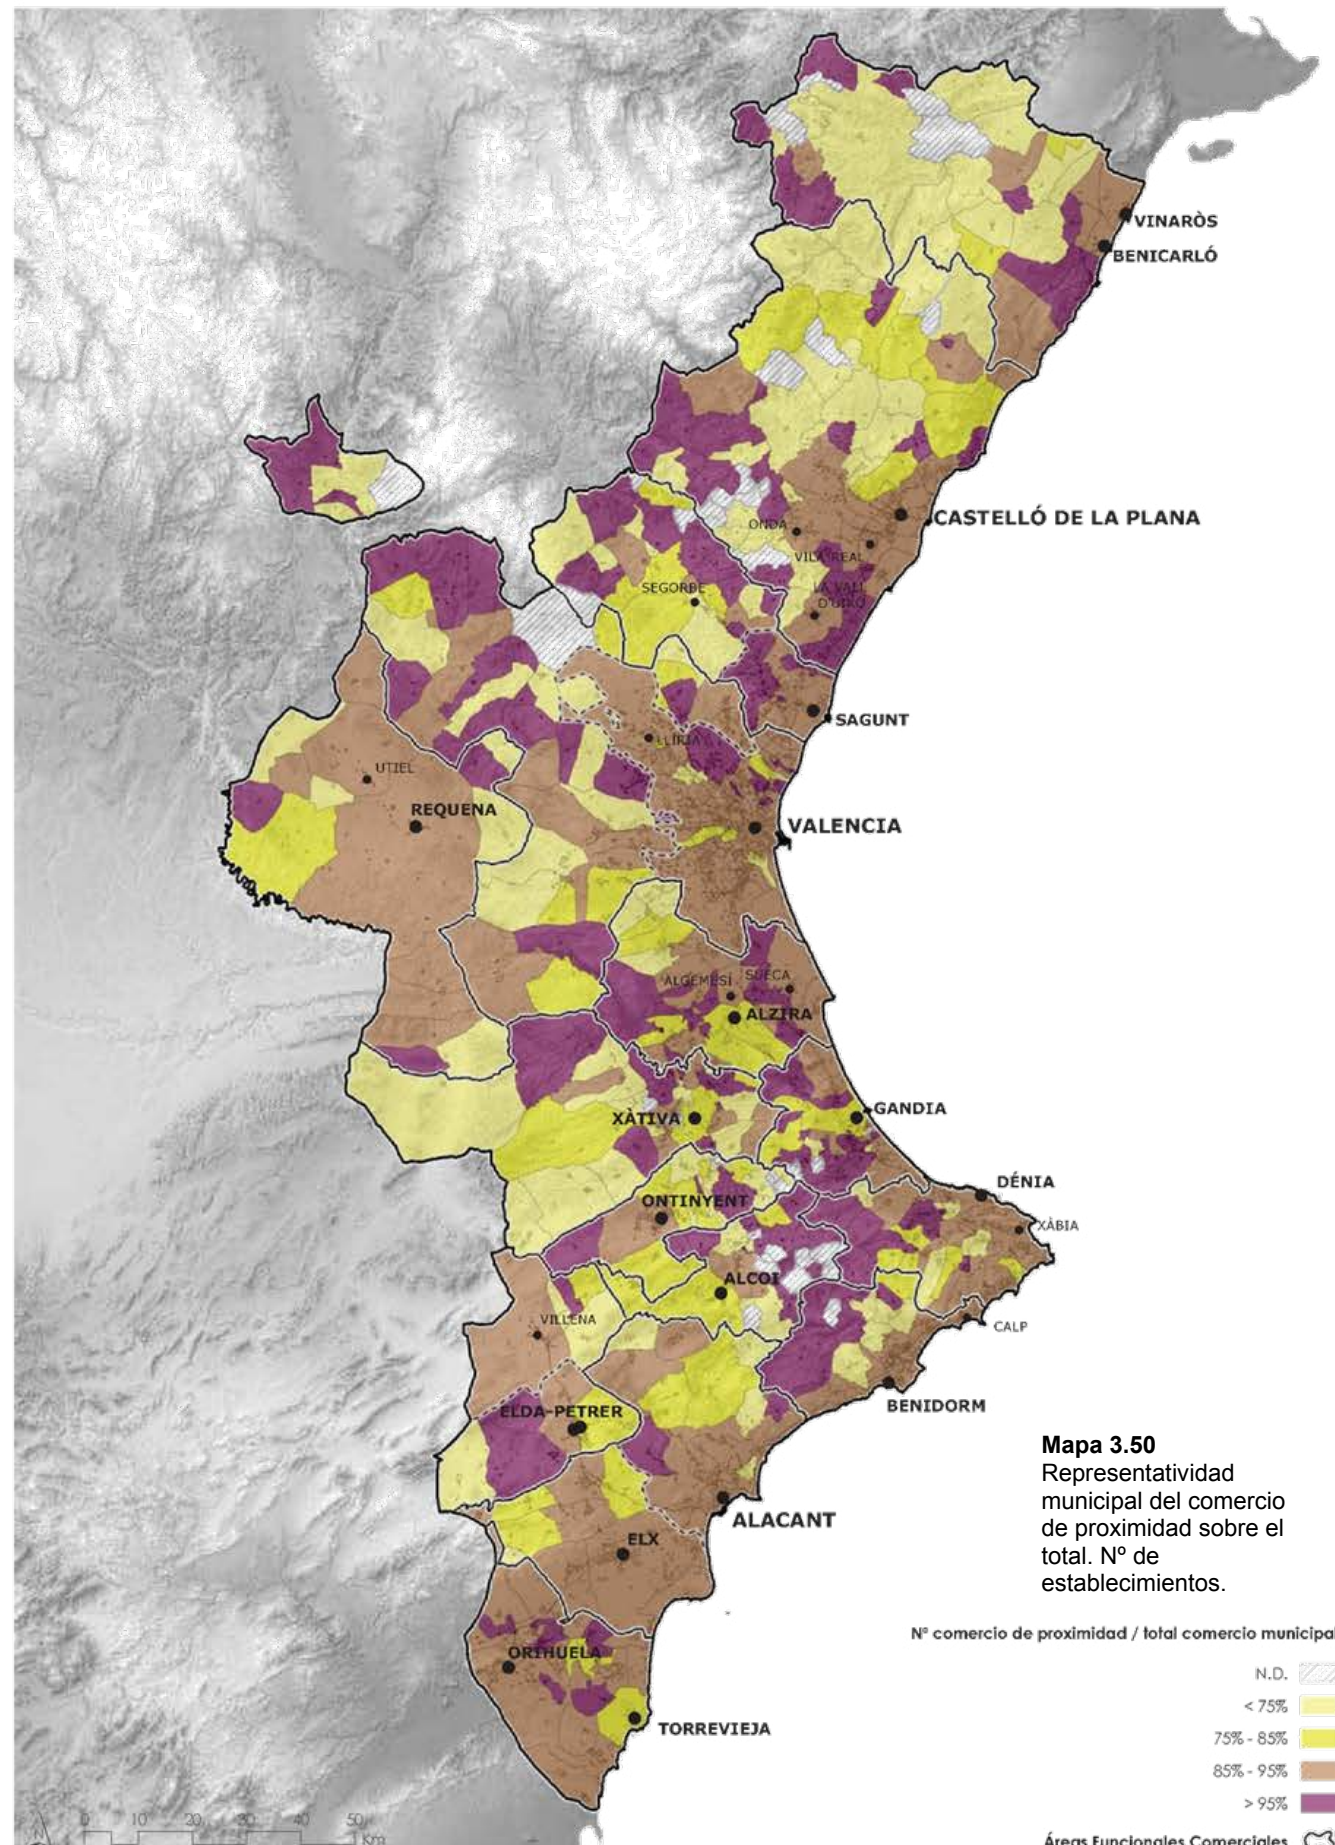 VINARÒS
BENICARLÓ
CASTELLÓ DE LA PLANA
ONDA
VILA-REAL
SEGORBE
LA VALL
D'UIXÓ
SAGUNT
LLÍRIA
UTIEL
REQUENA
VALENCIA
ALGEMESÍ
SUECA
ALZIRA
XÀTIVA
GANDIA
DÉNIA
ONTINYENT
XÀBIA
ALCOI
VILLENA
CALP
BENIDORM
ELDA-PETRER
Mapa 3.50
Representatividad
municipal del comercio
de proximidad sobre el
total. Nº de
establecimientos.
ALACANT
ELX
Nº comercio de proximidad / total comercio municipal
ORIHUELA
N.D.
< 75%
TORREVIEJA
75% - 85%
85% - 95%
> 95%
0 10 20 30 40 50
Km
Áreas Funcionales Comerciales